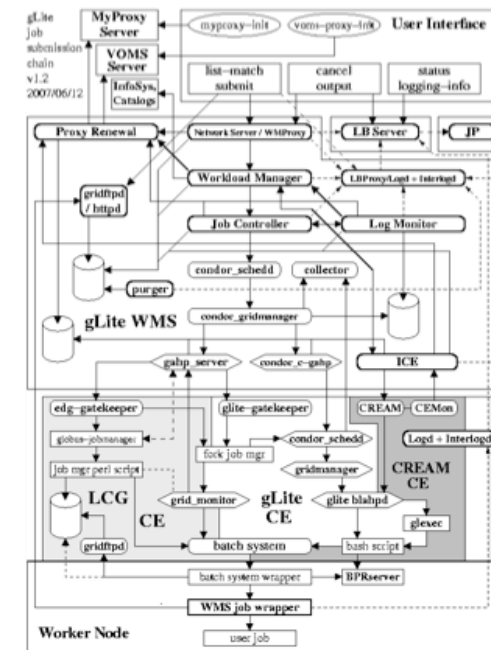 gLite
job
submission
chain
v1.2
2007/06/12
MyProxy
Server
VOMS
Server
InfoSys,
Catalogs
myproxy-init
voms-proxy-init
User Interface
list-match
submit
cancel
output
status
logging-info
Proxy Renewal
Network Server / WMProxy
LB Server
JP
Workload Manager
LBProxy/Logd + Interlogd
gridftpd
/ httpd
Job Controller
Log Monitor
condor_schedd
collector
purger
gLite WMS
condor_gridmanager
gahp_server
condor_c-gahp
ICE
edg-gatekeeper
glite-gatekeeper
CREAM
CEMon
globus-jobmanager
fork job mgr
condor_schedd
Logd + Interlogd
job mgr perl script
gridmanager
CREAM
CE
LCG
CE
grid_monitor
gLite
CE
glite blahpd
glexec
gridftpd
batch system
bash script
batch system wrapper
BPRserver
WMS job wrapper
Worker Node
user job